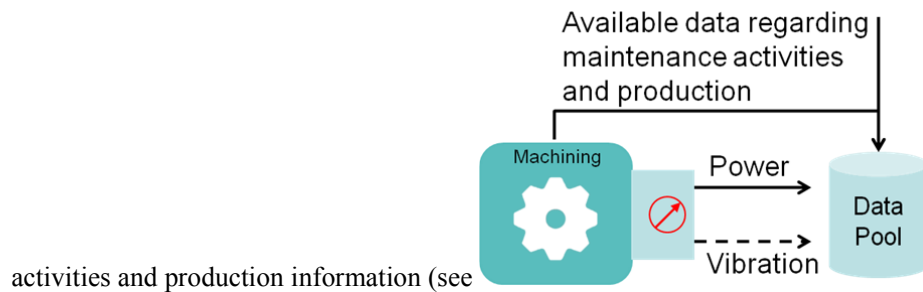 Available data regarding
maintenance activities
and production
Machining
Power
Data
Pool
Vibration
activities and production information (see